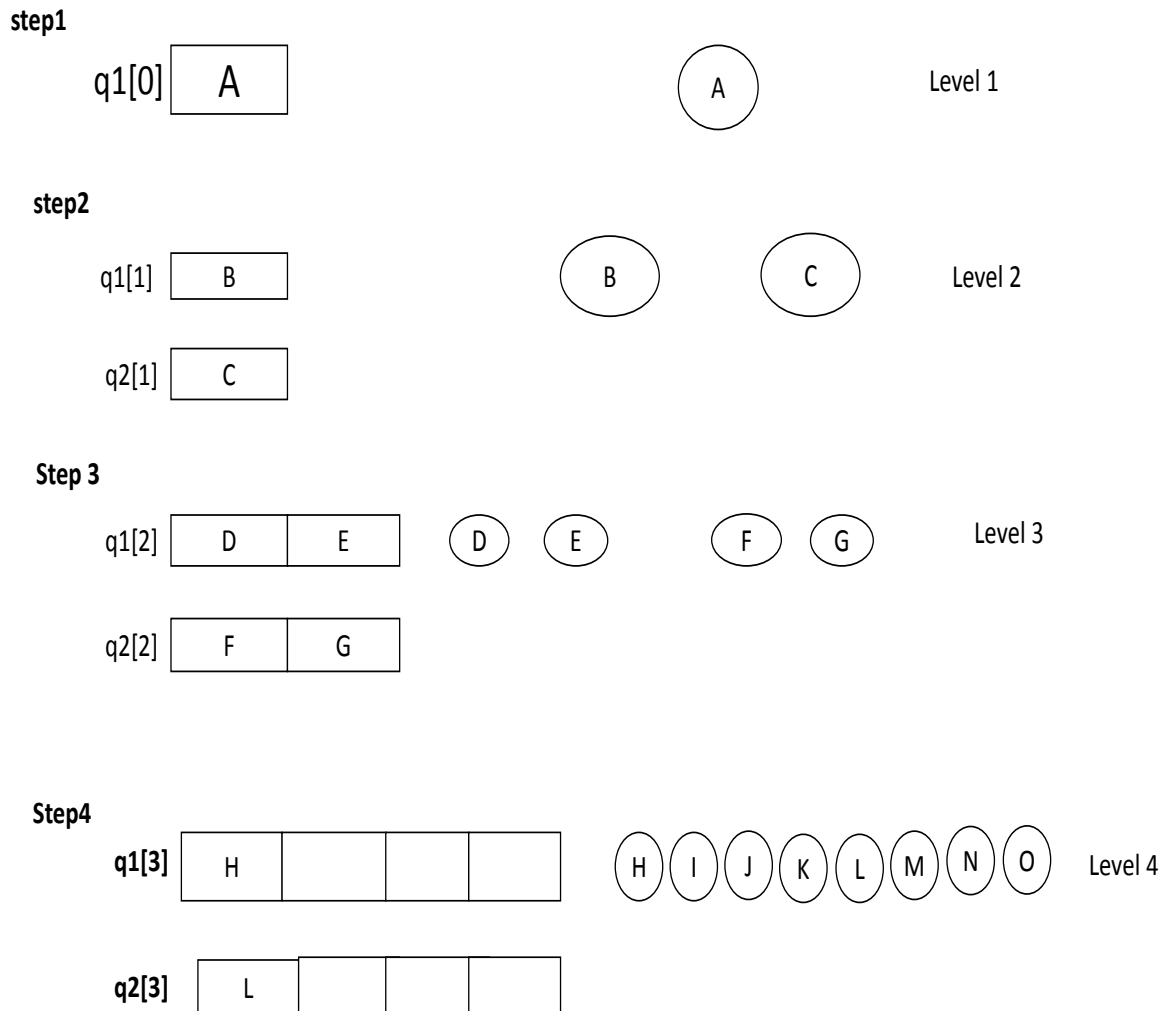 step1
q1[0] A A Level 1
step2
q1[1] B B C Level 2
q2[1] C
Step 3
q1[2] D E D E F G Level 3
q2[2] F G
Step4
q1[3] H H I J K L M N O Level 4
q2[3] L